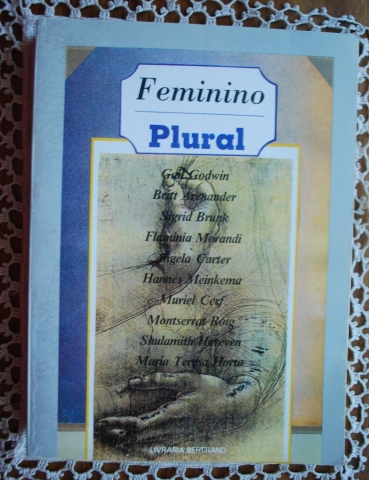 Feminino
Plural
Gail Godwin
Britt Arenander
Sigrid Brunk
Flaminia Morandi
Angela Carter
Hannes Meinkema
Muriel Cerf
Montserrat Roig
Shulamith Hareven
Maria Teresa Horta
LIVRARIA BERTRAND